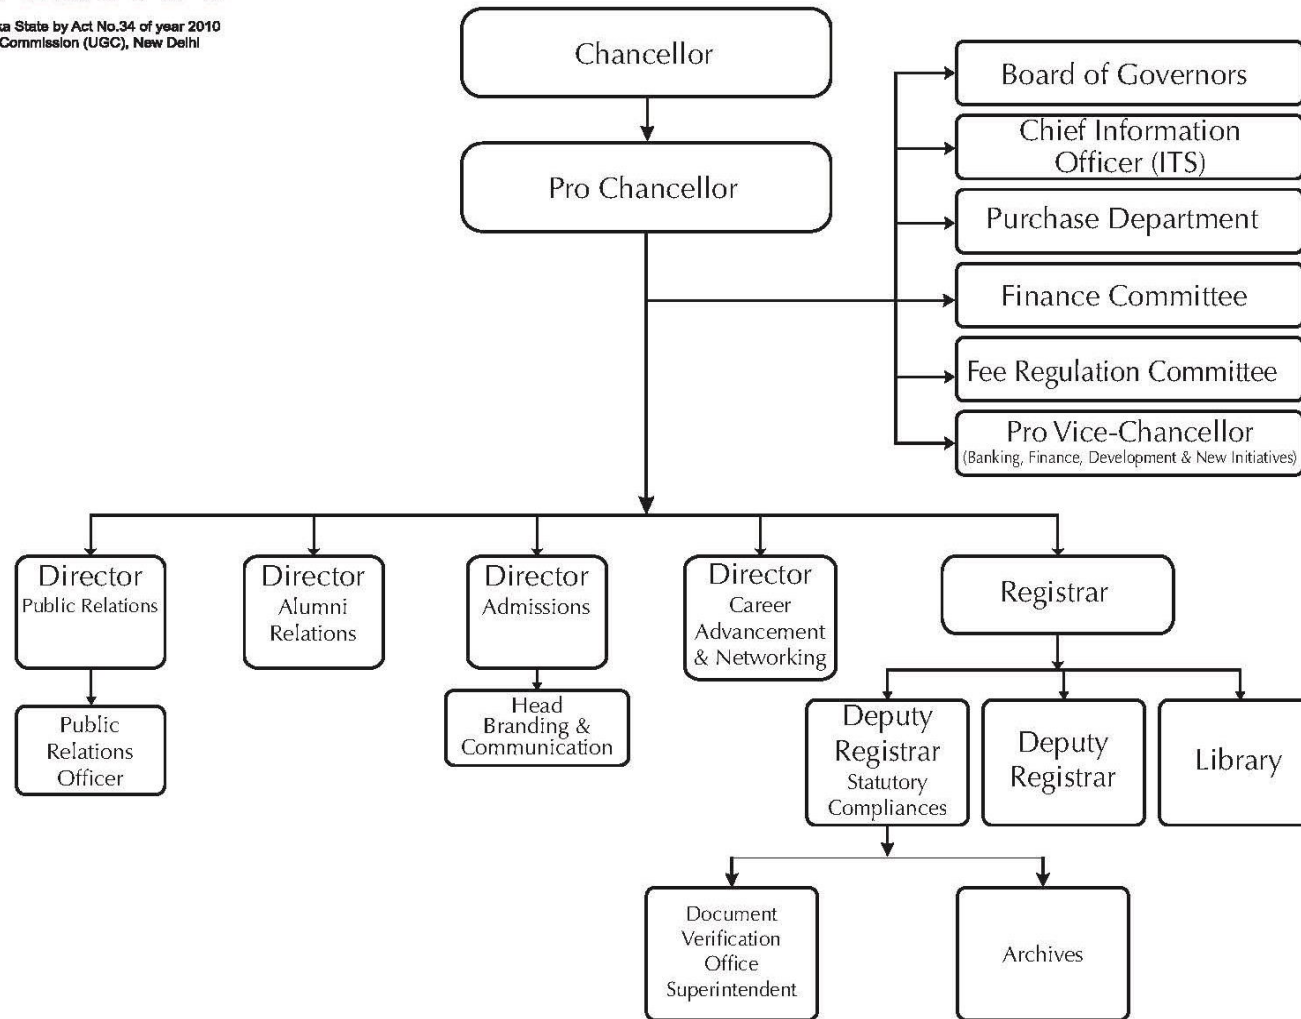 ka State by Act No.34 of year 2010
Commission (UGC), New Delhi
Chancellor
Pro Chancellor
Board of Governors
Chief Information
Officer (ITS)
Purchase Department
Finance Committee
Fee Regulation Committee
Pro Vice-Chancellor
(Banking, Finance, Development & New Initiatives)
Director
Public Relations
Director
Alumni
Relations
Director
Admissions
Director
Career
Advancement
& Networking
Registrar
Public
Relations
Officer
Head
Branding &
Communication
Deputy
Registrar
Statutory
Compliances
Deputy
Registrar
Library
Document
Verification
Office
Superintendent
Archives